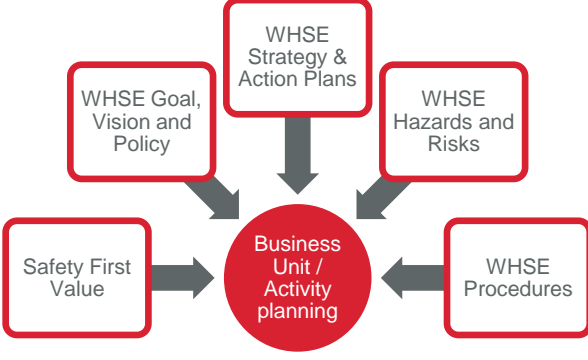 WHSE
Strategy &
Action Plans
WHSE Goal,
Vision and
Policy
WHSE
Hazards and
Risks
Safety First
Value
Business
Unit /
Activity
planning
WHSE
Procedures